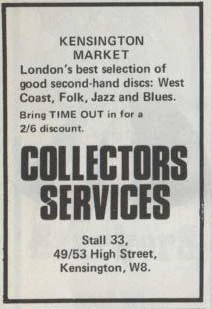 KENSINGTON
MARKET
London's best selection of
good second-hand discs: West
Coast, Folk, Jazz and Blues.
Bring TIME OUT in for a
2/6 discount.
COLLECTORS
SERVICES
Stall 33,
49/53 High Street,
Kensington, W8.